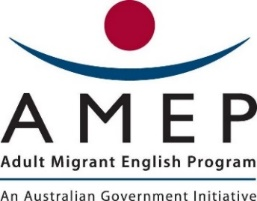 AMEP
Adult Migrant English Program
An Australian Government Initiative